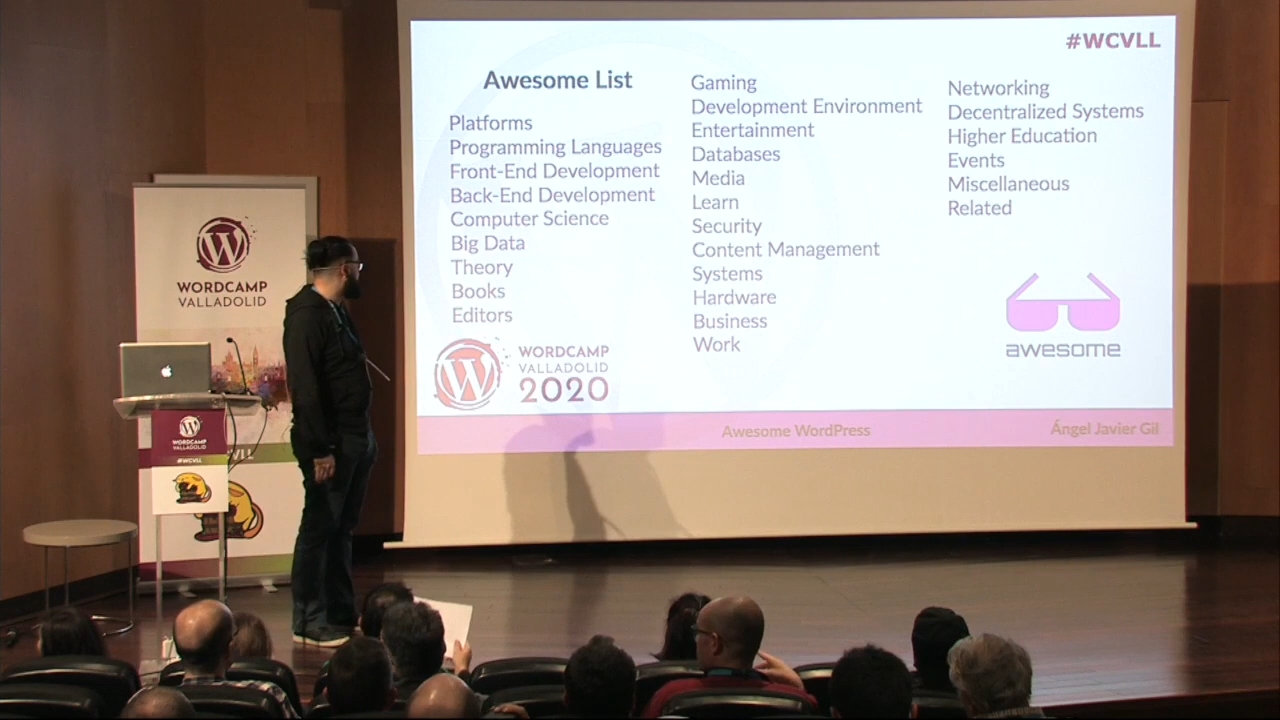 #WCVLL
Awesome List
Platforms
Programming Languages
Front-End Development
Back-End Development
Computer Science
Big Data
Theory
Books
Editors
Gaming
Development Environment
Entertainment
Databases
Media
Learn
Security
Content Management
Systems
Hardware
Business
Work
Networking
Decentralized Systems
Higher Education
Events
Miscellaneous
Related
awesome
WORDCAMP
VALLADOLID
2020
Awesome WordPress
Ángel Javier Gil
WORDCAMP
VALLADOLID
WORDCAMP
VALLADOLID
#WCVLL
VLL